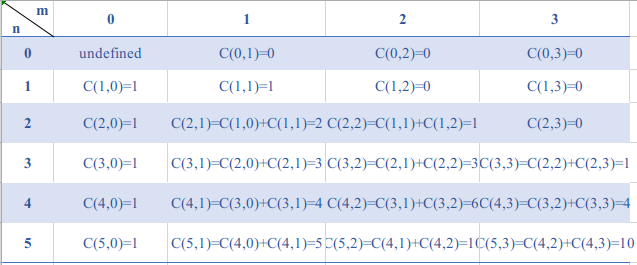 m
n 0 1 2 3
0 undefined C(0,1)=0 C(0,2)=0 C(0,3)=0
1 C(1,0)=1 C(1,1)=1 C(1,2)=0 C(1,3)=0
2 C(2,0)=1 C(2,1)=C(1,0)+C(1,1)=2 C(2,2)=C(1,1)+C(1,2)=1 C(2,3)=0
3 C(3,0)=1 C(3,1)=C(2,0)+C(2,1)=3 C(3,2)=C(2,1)+C(2,2)=3 C(3,3)=C(2,2)+C(2,3)=1
4 C(4,0)=1 C(4,1)=C(3,0)+C(3,1)=4 C(4,2)=C(3,1)+C(3,2)=6 C(4,3)=C(3,2)+C(3,3)=4
5 C(5,0)=1 C(5,1)=C(4,0)+C(4,1)=5 C(5,2)=C(4,1)+C(4,2)=1 C(5,3)=C(4,2)+C(4,3)=10